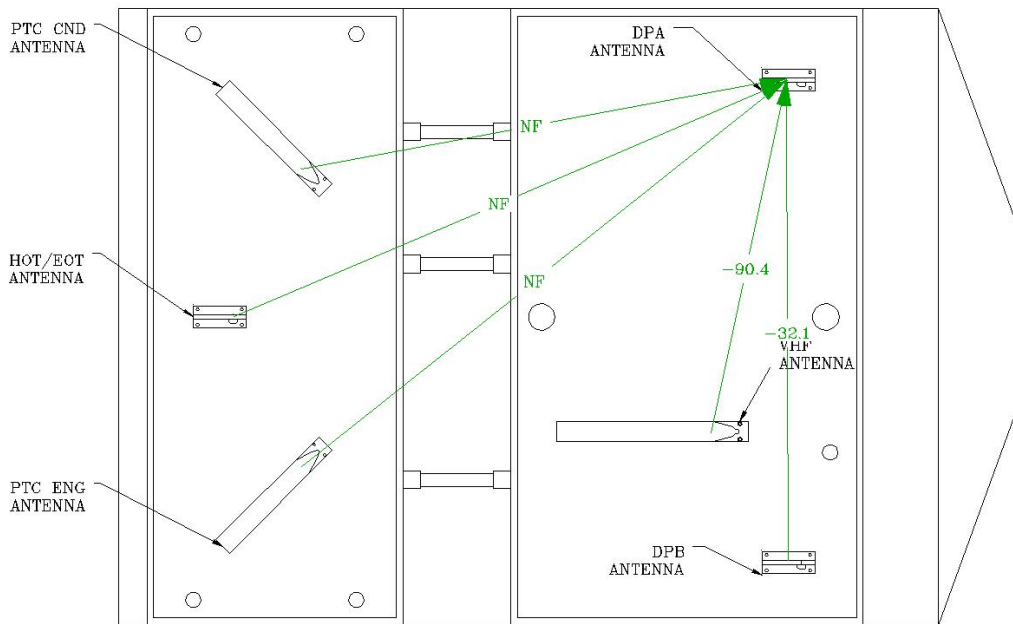 PTC CND
ANTENNA
DPA
ANTENNA
NF
NF
HOT/EOT
ANTENNA
-90.4
NF
-32.1
VHF
ANTENNA
PTC ENG
ANTENNA
DPB
ANTENNA